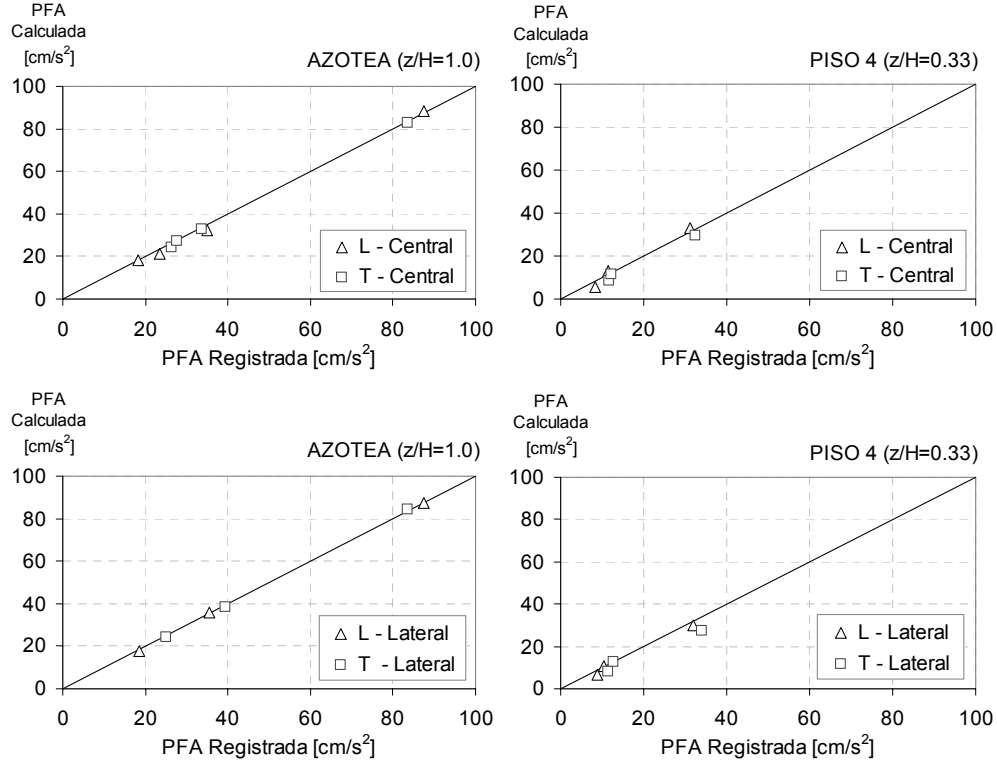 PFA
Calculada
[cm/s²]
AZOTEA (z/H=1.0)
100
80
60
40
20
0
0 20 40 60 80 100
PFA Registrada [cm/s²]
L - Central
T - Central
PFA
Calculada
[cm/s²]
PISO 4 (z/H=0.33)
100
80
60
40
20
0
0 20 40 60 80 100
PFA Registrada [cm/s²]
L - Central
T - Central
PFA
Calculada
[cm/s²]
AZOTEA (z/H=1.0)
100
80
60
40
20
0
0 20 40 60 80 100
PFA Registrada [cm/s²]
L - Lateral
T - Lateral
PFA
Calculada
[cm/s²]
PISO 4 (z/H=0.33)
100
80
60
40
20
0
0 20 40 60 80 100
PFA Registrada [cm/s²]
L - Lateral
T - Lateral